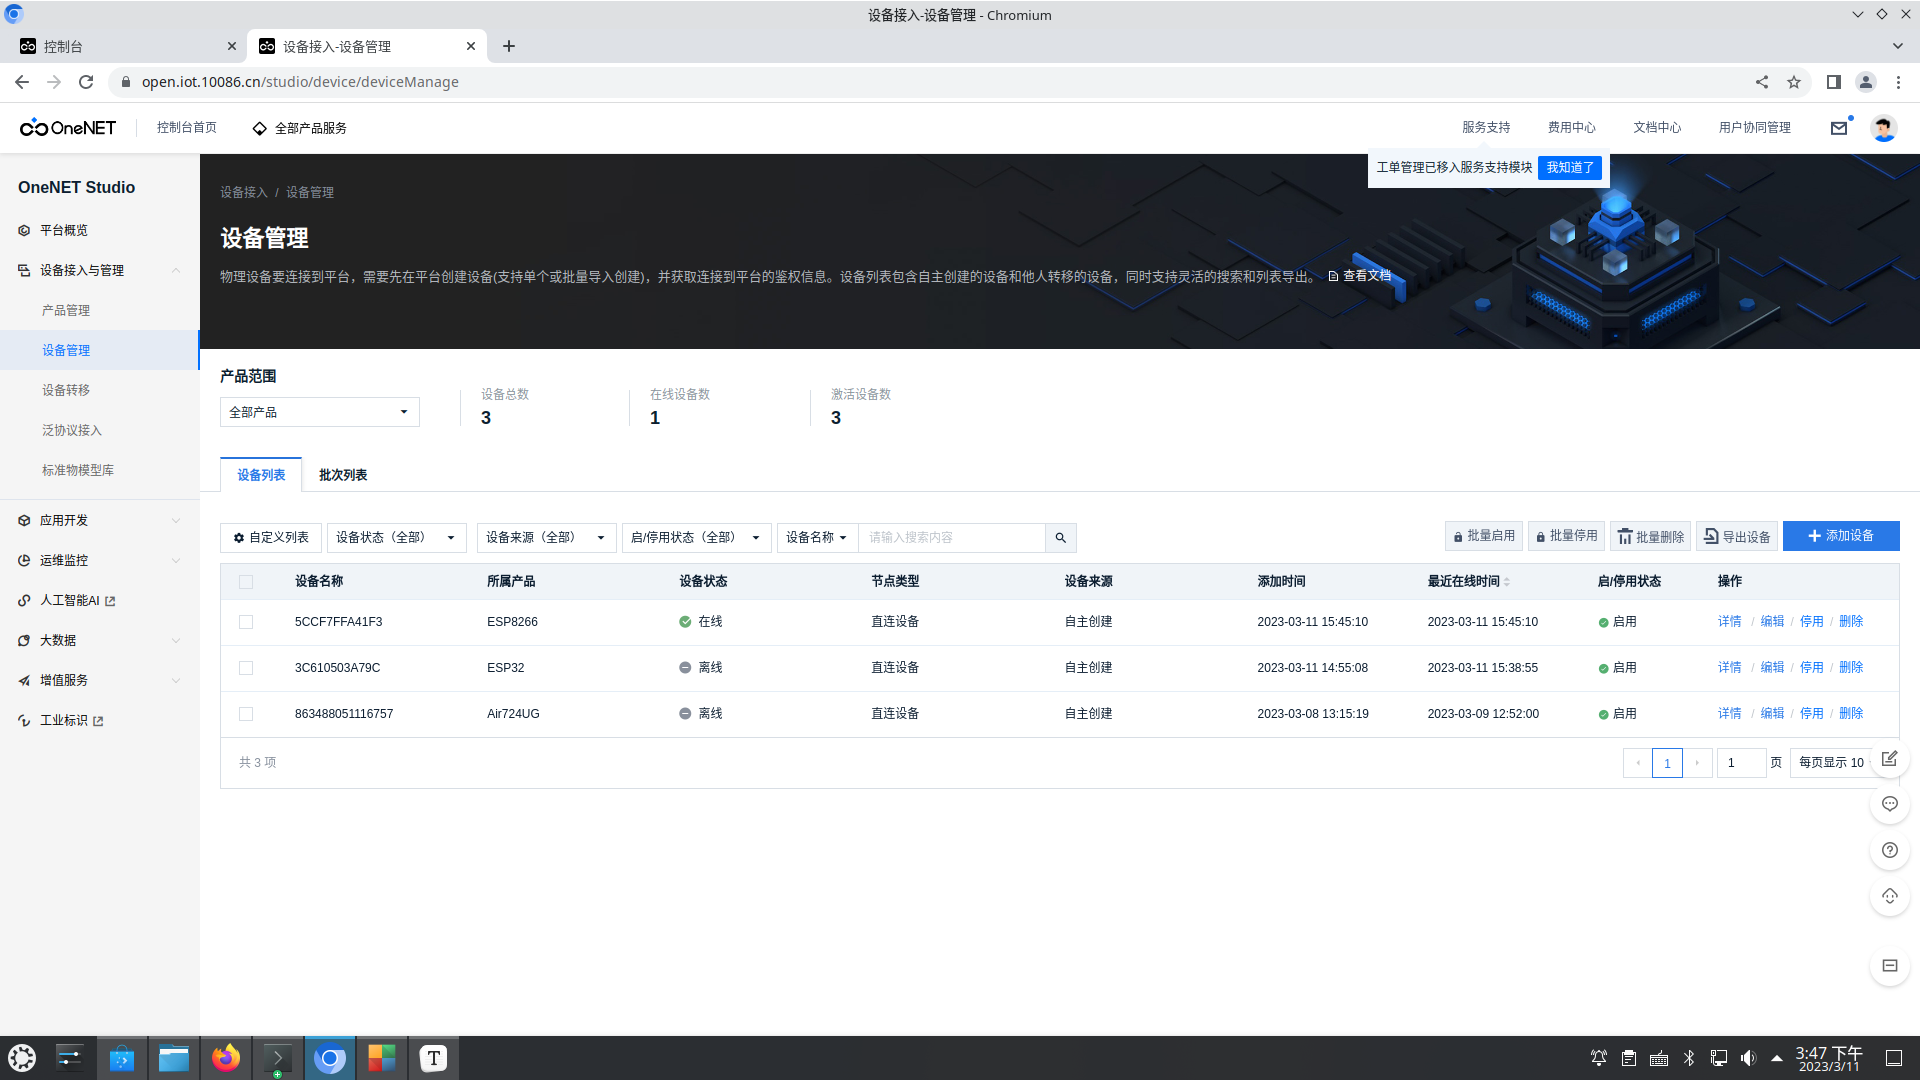 设备接入-设备管理 - Chromium
控制台
设备接入-设备管理
open.iot.10086.cn/studio/device/deviceManage
OneNET
控制台首页
全部产品服务
服务支持
费用中心
文档中心
用户协同管理
工单管理已移入服务支持模块 我知道了
OneNET Studio
平台概览
设备接入与管理
产品管理
设备管理
设备转移
泛协议接入
标准物模型库
应用开发
运维监控
人工智能AI
大数据
增值服务
工业标识
设备接入 / 设备管理
设备管理
物理设备要连接到平台，需要先在平台创建设备(支持单个或批量导入创建)，并获取连接到平台的鉴权信息。设备列表包含自主创建的设备和他人转移的设备，同时支持灵活的搜索和列表导出。 查看文档
产品范围
全部产品
设备总数
3
在线设备数
1
激活设备数
3
设备列表 批次列表
自定义列表 设备状态（全部） 设备来源（全部） 启/停用状态（全部） 设备名称 请输入搜索内容 批量启用 批量停用 批量删除 导出设备 添加设备
设备名称 所属产品 设备状态 节点类型 设备来源 添加时间 最近在线时间 启/停用状态 操作
5CCF7FFA41F3 ESP8266 在线 直连设备 自主创建 2023-03-11 15:45:10 2023-03-11 15:45:10 启用 详情 / 编辑 / 停用 / 删除
3C610503A79C ESP32 离线 直连设备 自主创建 2023-03-11 14:55:08 2023-03-11 15:38:55 启用 详情 / 编辑 / 停用 / 删除
863488051116757 Air724UG 离线 直连设备 自主创建 2023-03-08 13:15:19 2023-03-09 12:52:00 启用 详情 / 编辑 / 停用 / 删除
共 3 项 1 1 页 每页显示 10
T
3:47 下午
2023/3/11